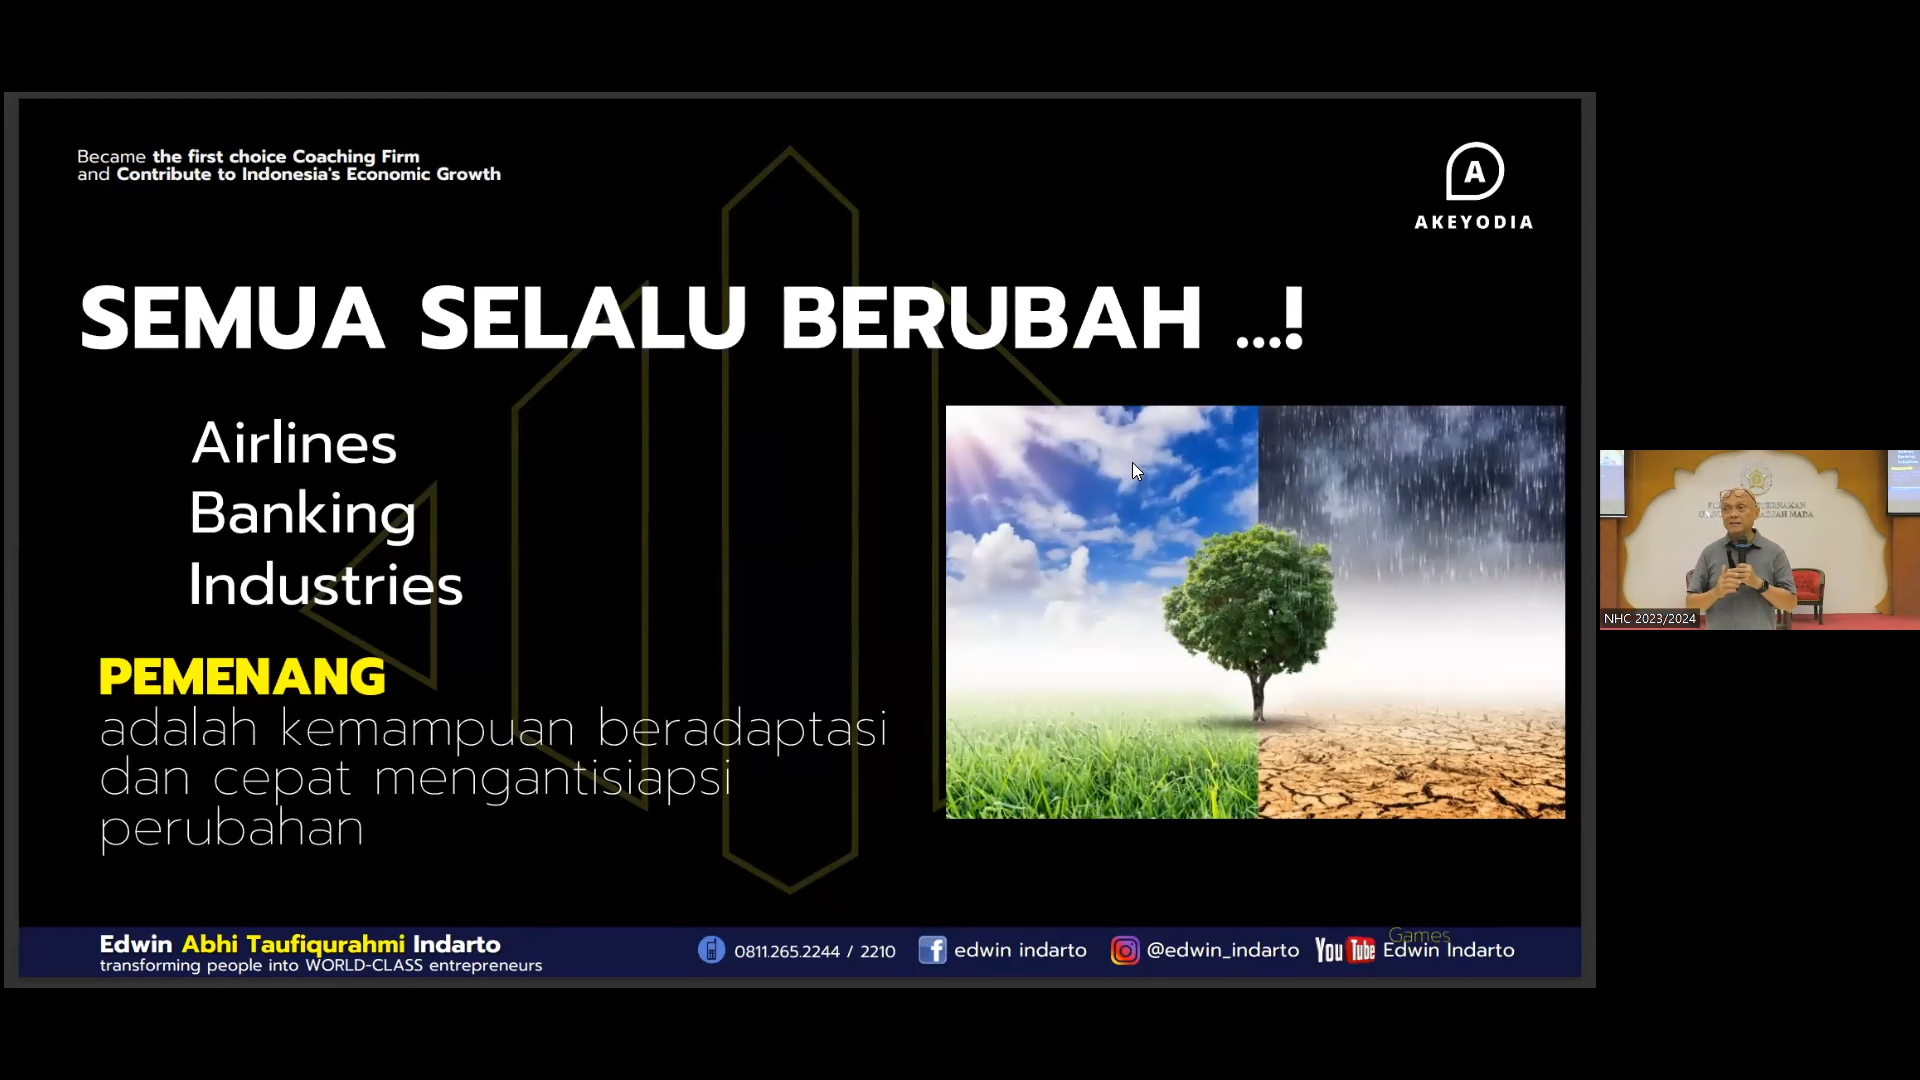 Became the first choice Coaching Firm
and Contribute to Indonesia's Economic Growth
A
AKEYODIA
SEMUA SELALU BERUBAH ...!
Airlines
Banking
Industries
PEMENANG
adalah kemampuan beradaptasi
dan cepat mengantisiapsi
perubahan
NHC 2023/2024
Edwin Abhi Taufiqurahmi Indarto
transforming people into WORLD-CLASS entrepreneurs
0811.265.2244 / 2210
f edwin indarto
@edwin_indarto
Games
YouTube Edwin Indarto